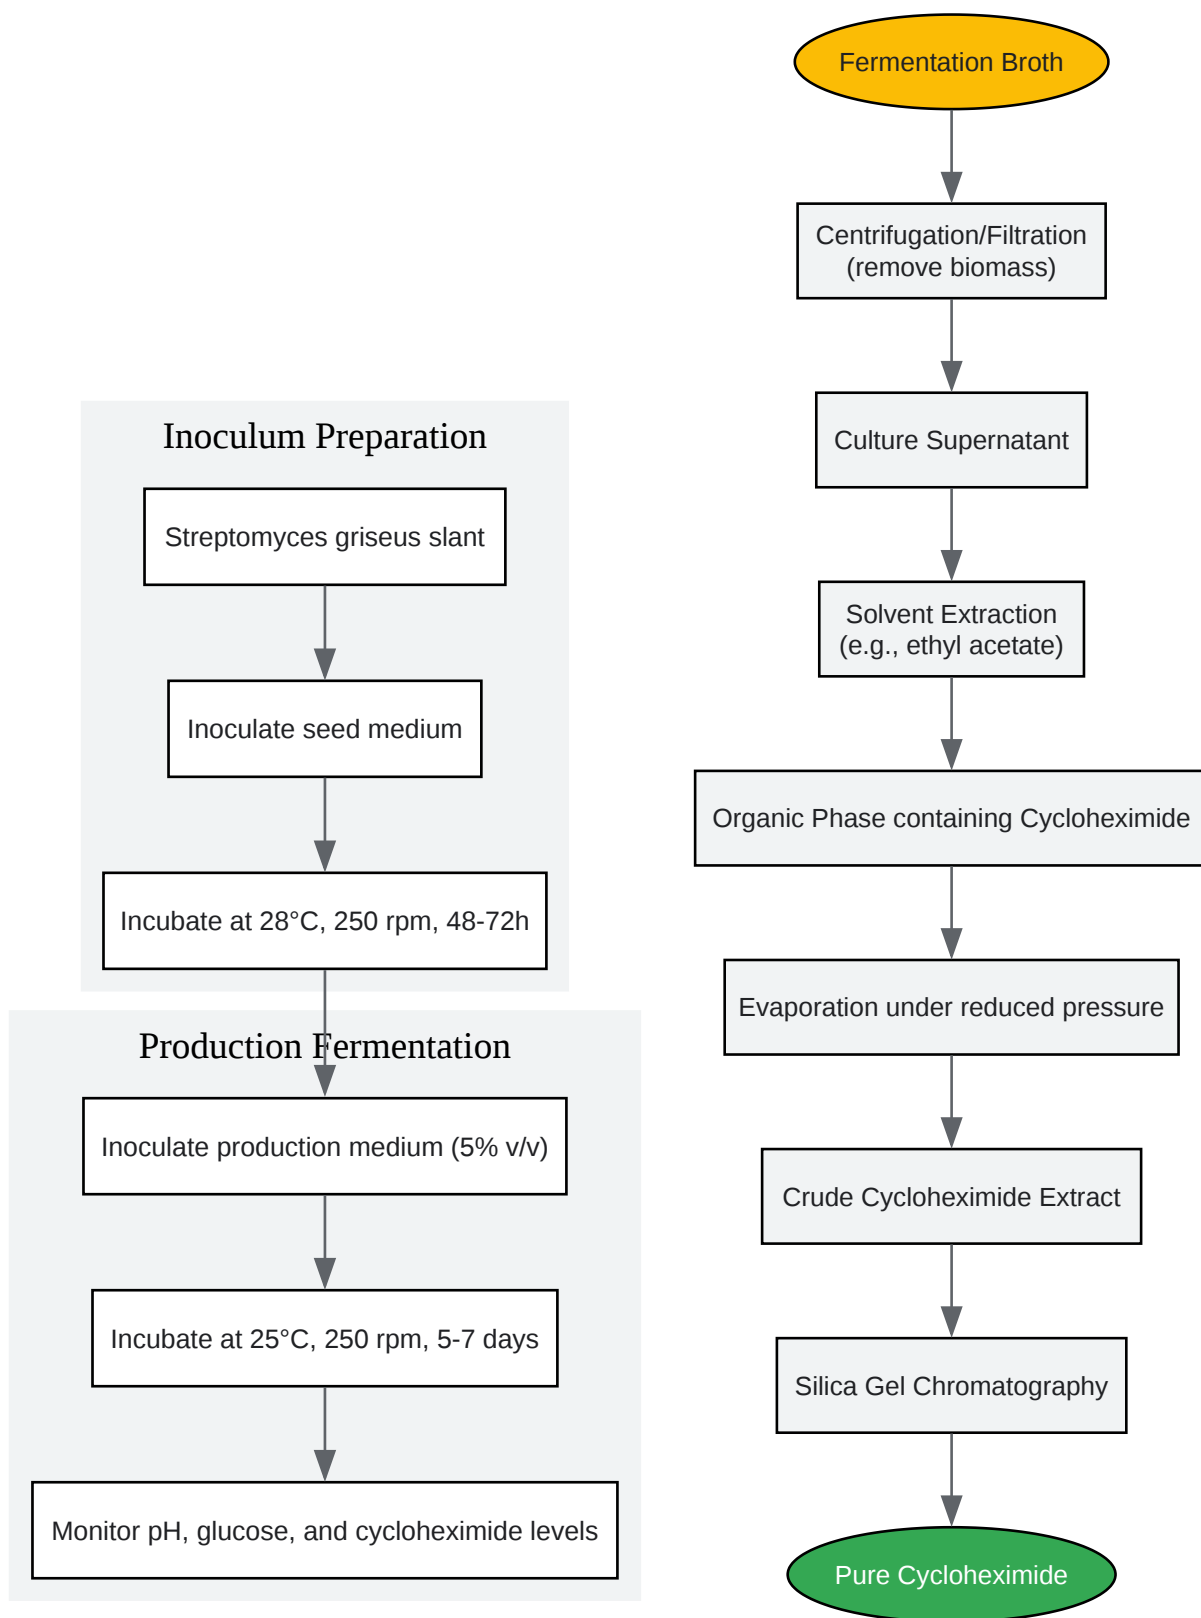 Inoculum Preparation
Streptomyces griseus slant
Inoculate seed medium
Incubate at 28°C, 250 rpm, 48-72h
Production Fermentation
Inoculate production medium (5% v/v)
Incubate at 25°C, 250 rpm, 5-7 days
Monitor pH, glucose, and cycloheximide levels
Fermentation Broth
Centrifugation/Filtration
(remove biomass)
Culture Supernatant
Solvent Extraction
(e.g., ethyl acetate)
Organic Phase containing Cycloheximide
Evaporation under reduced pressure
Crude Cycloheximide Extract
Silica Gel Chromatography
Pure Cycloheximide